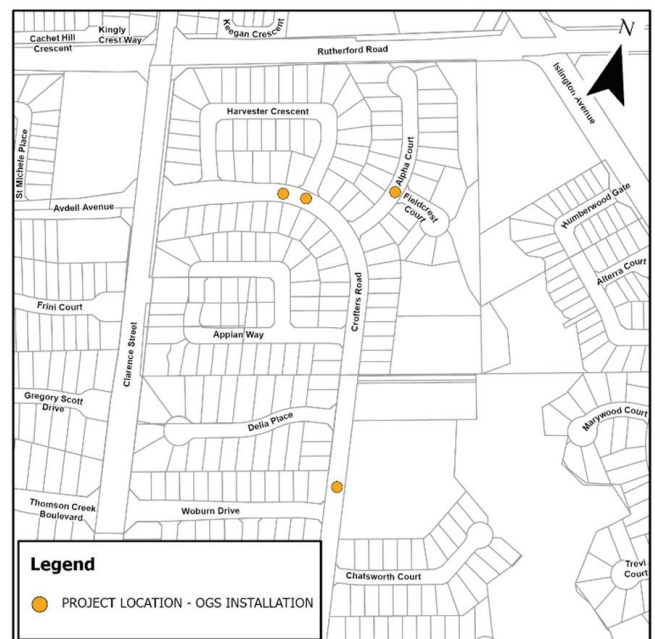 Keegan Crescent
Kingly
Crest Way
Cachet Hill
Crescent
Rutherford Road
N
Islington Avenue
Harvester Crescent
St Michele Place
Alpha Court
Fieldcrest
Court
Avdell Avenue
Humberwood Gate
Alterra Court
Crofters Road
Frini Court
Appian Way
Clarence Street
Gregory Scott
Drive
Delia Place
Marywood Court
Thomson Creek
Boulevard
Woburn Drive
Chatsworth Court
Trevi
Court
Legend
PROJECT LOCATION - OGS INSTALLATION